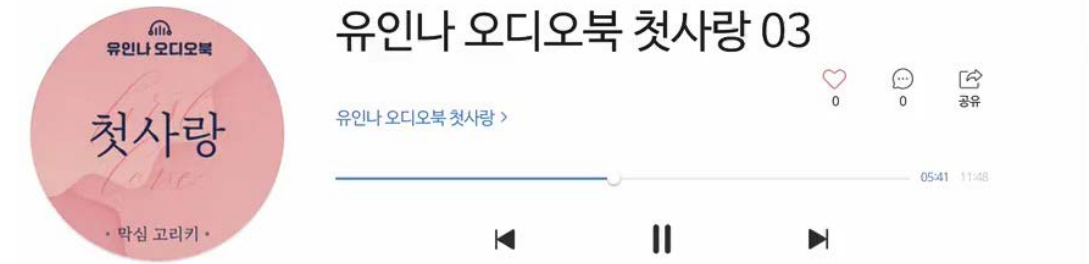 유인나 오디오북
첫사랑
• 막심 고리키 •
유인나 오디오북 첫사랑 03
0
0
공유
유인나 오디오북 첫사랑 >
05:41 11:48